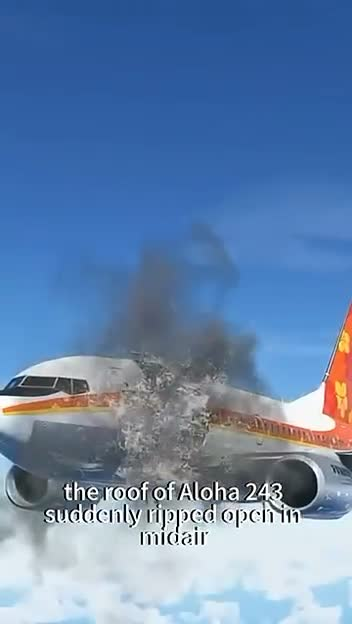 the roof of Aloha 243
suddenly ripped open in
midair